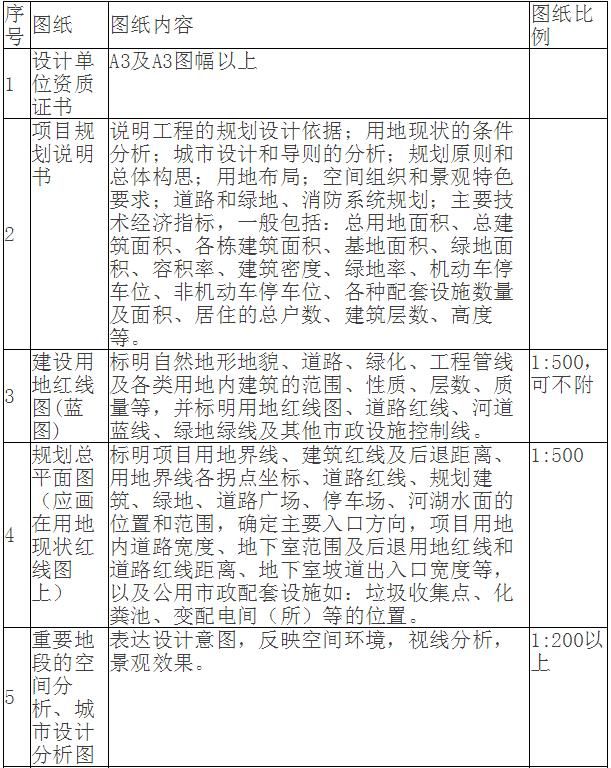 序号
图纸
图纸内容
图纸比
例
1
设计单
位资质
证书
A3及A3图幅以上
2
项目规
划说明
书
说明工程的规划设计依据；用地现状的条件
分析；城市设计和导则的分析；规划原则和
总体构思；用地布局；空间组织和景观特色
要求；道路和绿地、消防系统规划；主要技
术经济指标，一般包括：总用地面积、总建
筑面积、各栋建筑面积、基地面积、绿地面
积、容积率、建筑密度、绿地率、机动车停
车位、非机动车停车位、各种配套设施数量
及面积、居住的总户数、建筑层数、高度
等。
3
建设用
地红线
图(蓝
图)
标明自然地形地貌、道路、绿化、工程管线
及各类用地内建筑的范围、性质、层数、质
量等，并标明用地红线图、道路红线、河道
蓝线、绿地绿线及其他市政设施控制线。
1:500，
可不附
4
规划总
平面图
（应画
在用地
现状红
线图
上）
标明项目用地界线、建筑红线及后退距离、
用地界线各拐点坐标、道路红线、规划建
筑、绿地、道路广场、停车场、河湖水面的
位置和范围，确定主要入口方向，项目用地
内道路宽度、地下室范围及后退用地红线和
道路红线距离、地下室坡道出入口宽度等，
以及公用市政配套设施如：垃圾收集点、化
粪池、变配电间（所）等的位置。
1:500
5
重要地
段的空
间分
析、城
市设计
分析图
表达设计意图，反映空间环境，视线分析，
景观效果。
1:200以
上